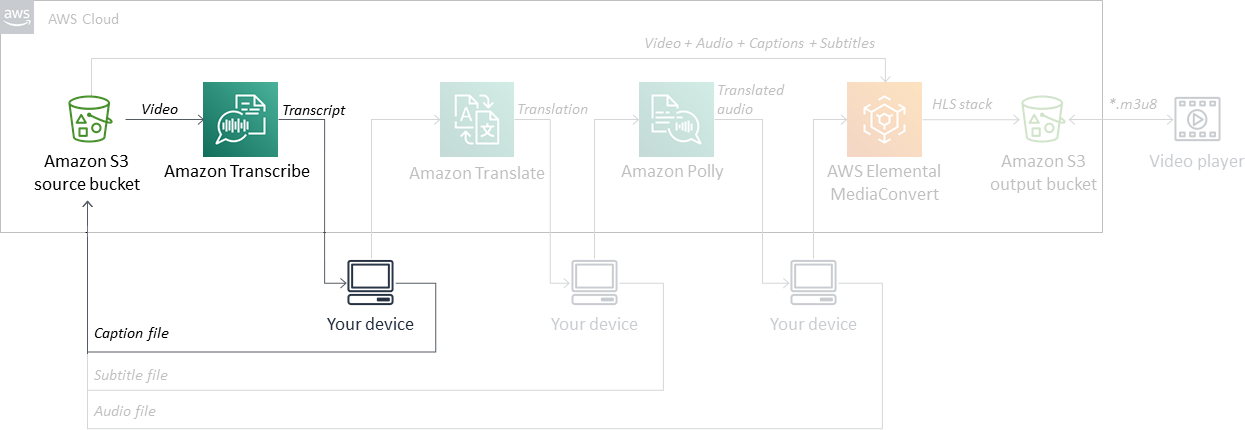 aws
AWS Cloud
Video + Audio + Captions + Subtitles
Video
Transcript
Translation
Translated
audio
HLS stack
*.m3u8
Amazon S3
source bucket
Amazon Transcribe
Amazon Translate
Amazon Polly
AWS Elemental
MediaConvert
Amazon S3
output bucket
Video player
Your device
Your device
Your device
Caption file
Subtitle file
Audio file